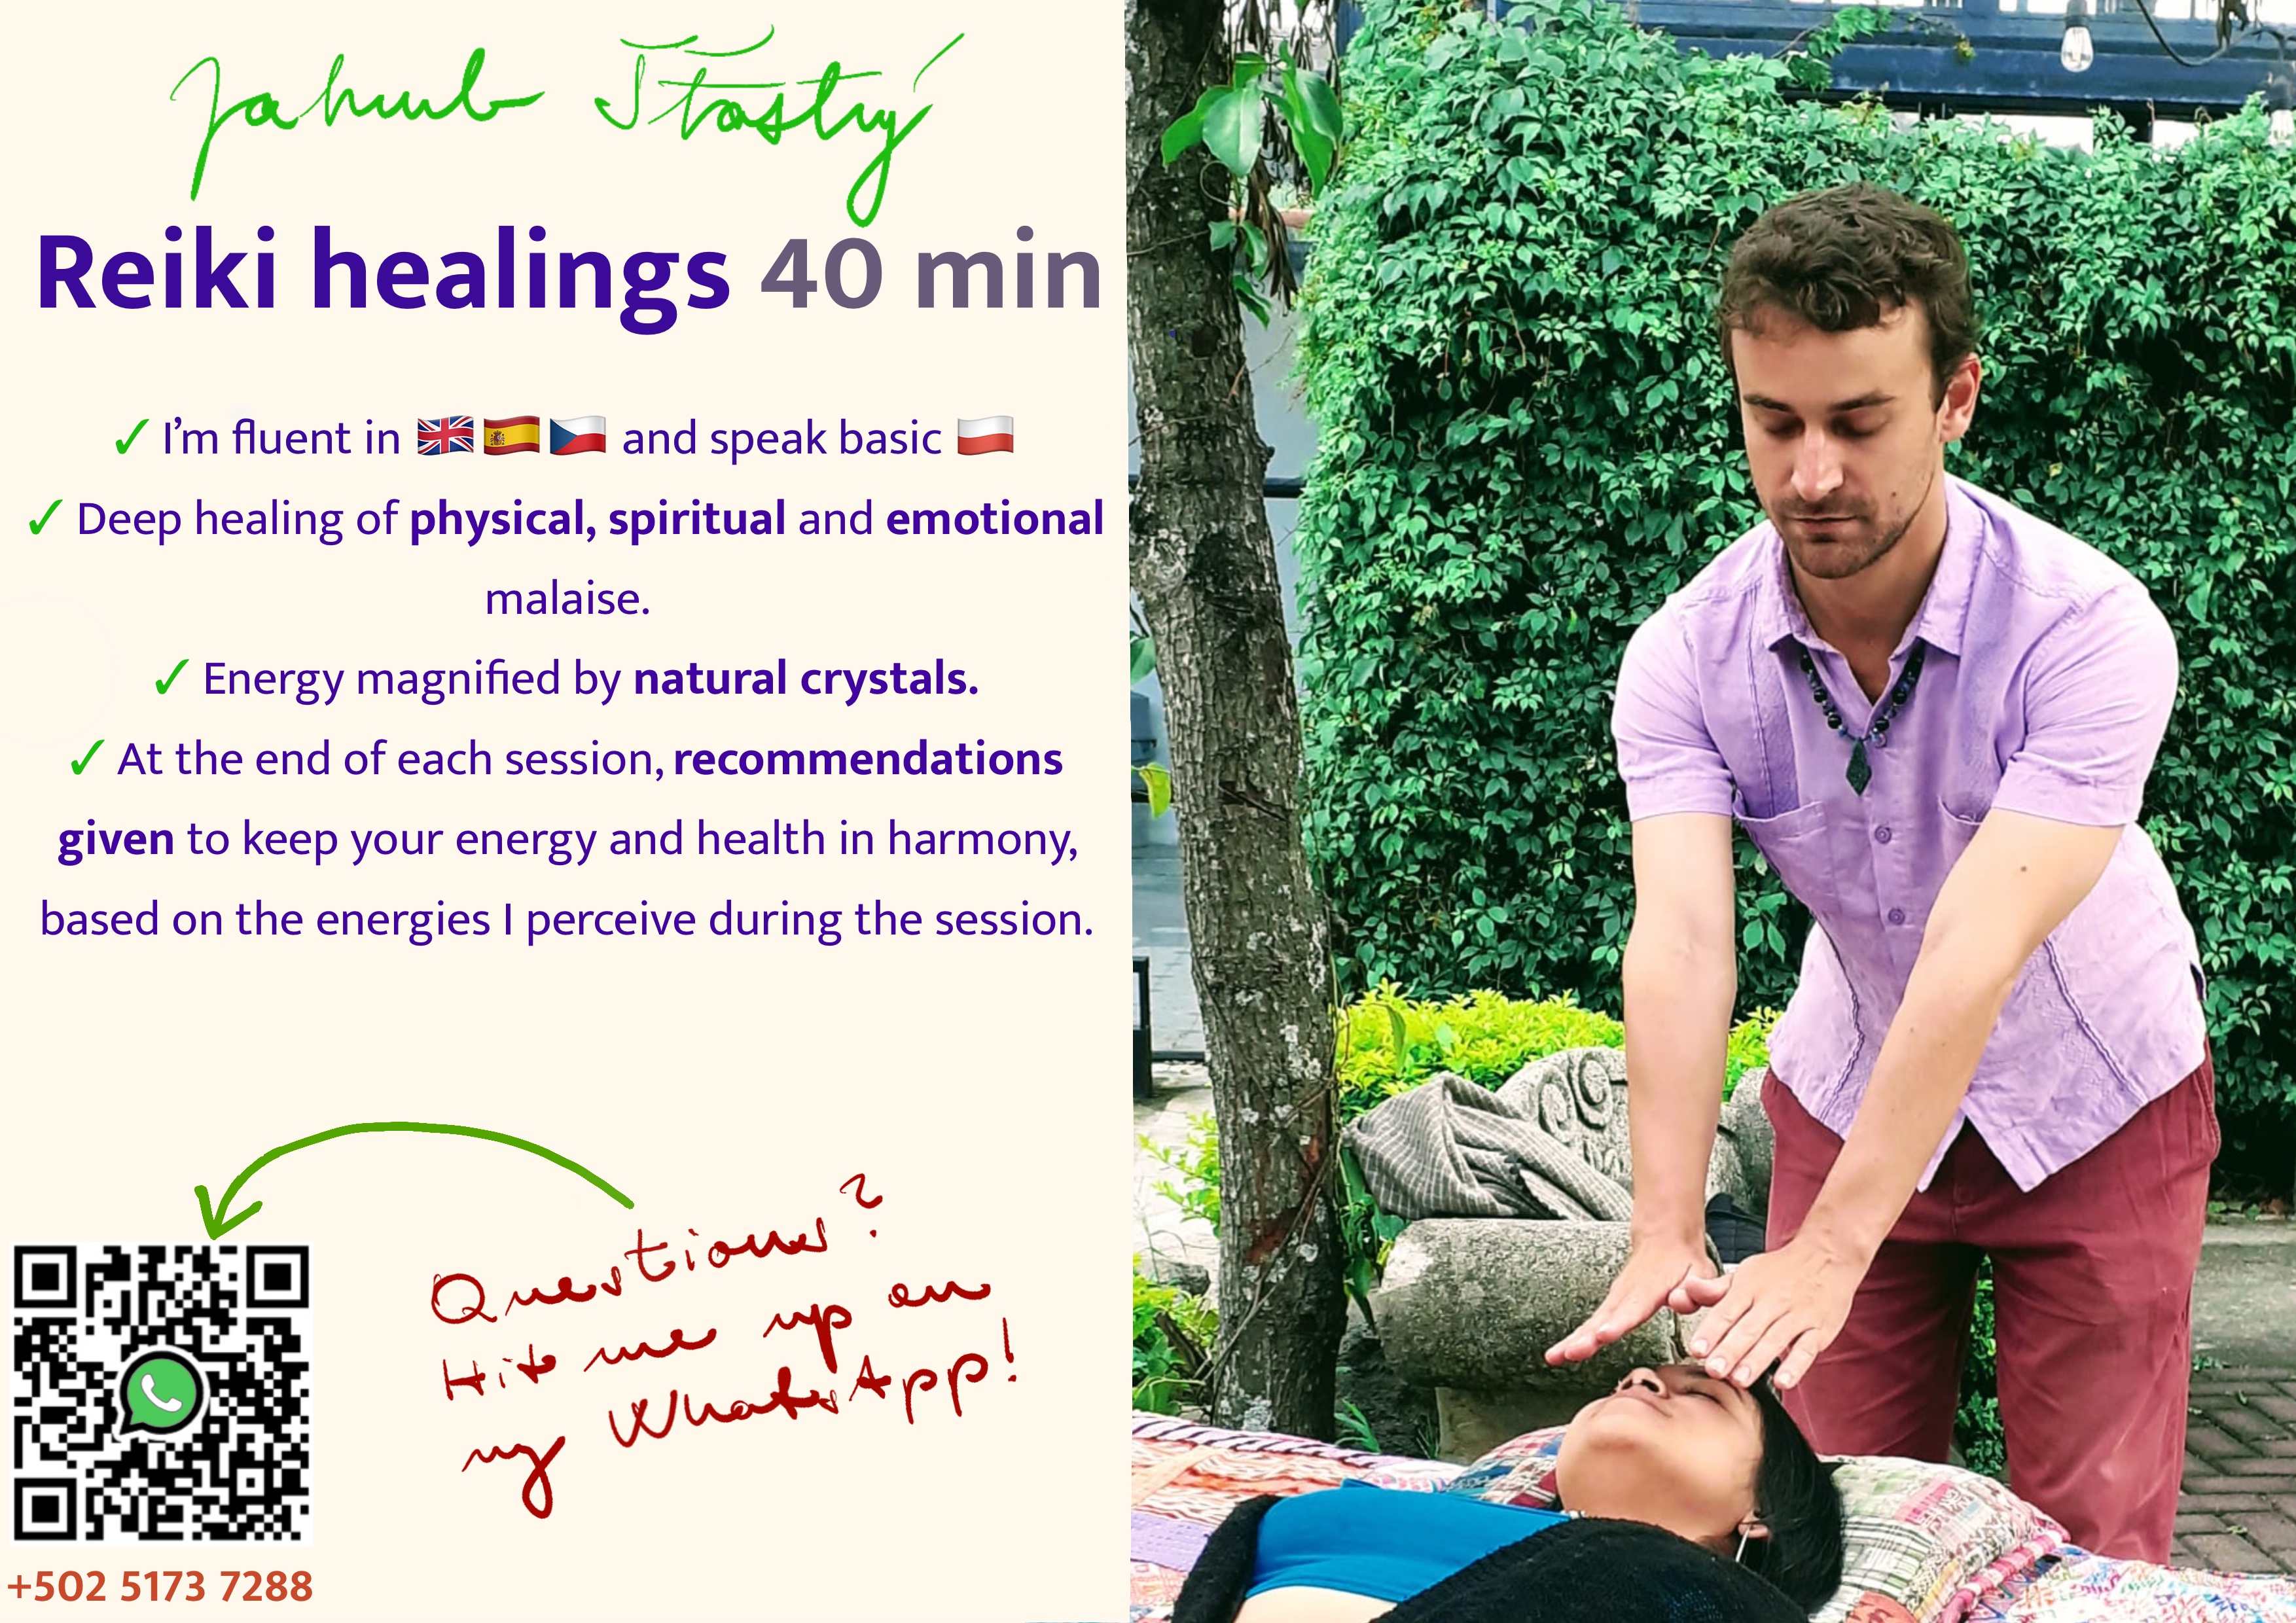 Jakub Šťastný
Reiki healings 40 min
✓ I'm fluent in 🇬🇧🇪🇸🇨🇿 and speak basic 🇵🇱
✓ Deep healing of physical, spiritual and emotional
malaise.
✓ Energy magnified by natural crystals.
✓ At the end of each session, recommendations
given to keep your energy and health in harmony,
based on the energies I perceive during the session.
Questions?
Hit me up on
my WhatsApp!
+502 5173 7288